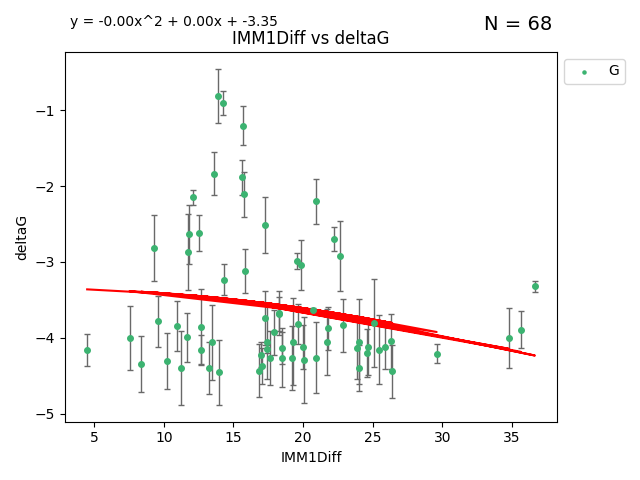 y = -0.00x^2 + 0.00x + -3.35
N = 68
IMM1Diff vs deltaG
G
deltaG
−1
−2
−3
−4
−5
5 10 15 20 25 30 35
IMM1Diff